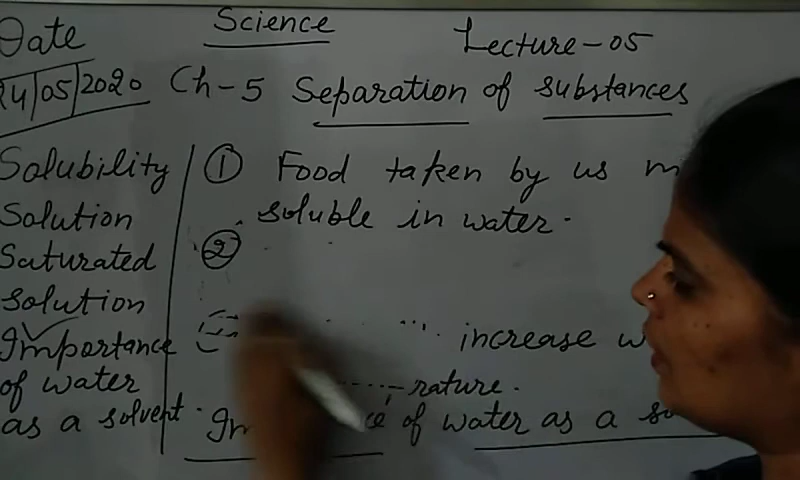 Date Science Lecture-05
24/05/2020 Ch-5 Separation of substances
Solubility
Solution
Saturated
solution
Importance
of water
as a solvent.
① Food taken by us
soluble in water.
②
increase
rature.
of water as a